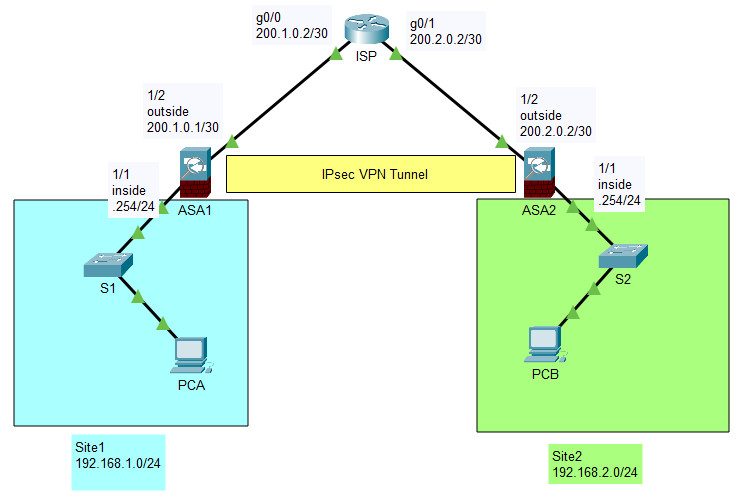 g0/0
200.1.0.2/30
g0/1
200.2.0.2/30
ISP
1/2
outside
200.1.0.1/30
1/2
outside
200.2.0.2/30
1/1
inside
.254/24
IPsec VPN Tunnel
1/1
inside
.254/24
ASA1
ASA2
S1
S2
PCA
PCB
Site1
192.168.1.0/24
Site2
192.168.2.0/24